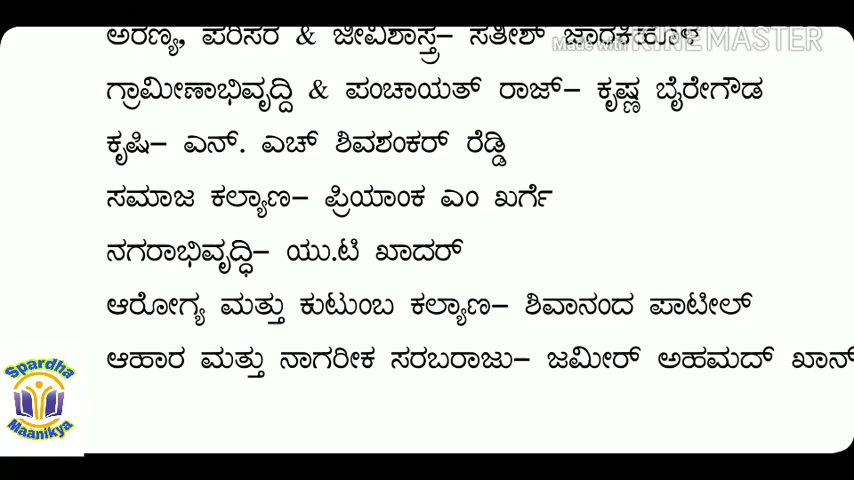 ಅರಣ್ಯ, ಪರಿಸರ & ಜೀವಿಶಾಸ್ತ್ರ– ಸತೀಶ್ ಜಾರಕಿಹೊಳಿ
Made with KINEMASTER
ಗ್ರಾಮೀಣಾಭಿವೃದ್ದಿ & ಪಂಚಾಯತ್ ರಾಜ್– ಕೃಷ್ಣ ಬೈರೇಗೌಡ
ಕೃಷಿ– ಎನ್. ಎಚ್ ಶಿವಶಂಕರ್ ರೆಡ್ಡಿ
ಸಮಾಜ ಕಲ್ಯಾಣ– ಪ್ರಿಯಾಂಕ ಎಂ ಖರ್ಗೆ
ನಗರಾಭಿವೃದ್ಧಿ– ಯು.ಟಿ ಖಾದರ್
ಆರೋಗ್ಯ ಮತ್ತು ಕುಟುಂಬ ಕಲ್ಯಾಣ– ಶಿವಾನಂದ ಪಾಟೀಲ್
ಆಹಾರ ಮತ್ತು ನಾಗರೀಕ ಸರಬರಾಜು– ಜಮೀರ್ ಅಹಮದ್ ಖಾನ್
Spardha
Maanikya